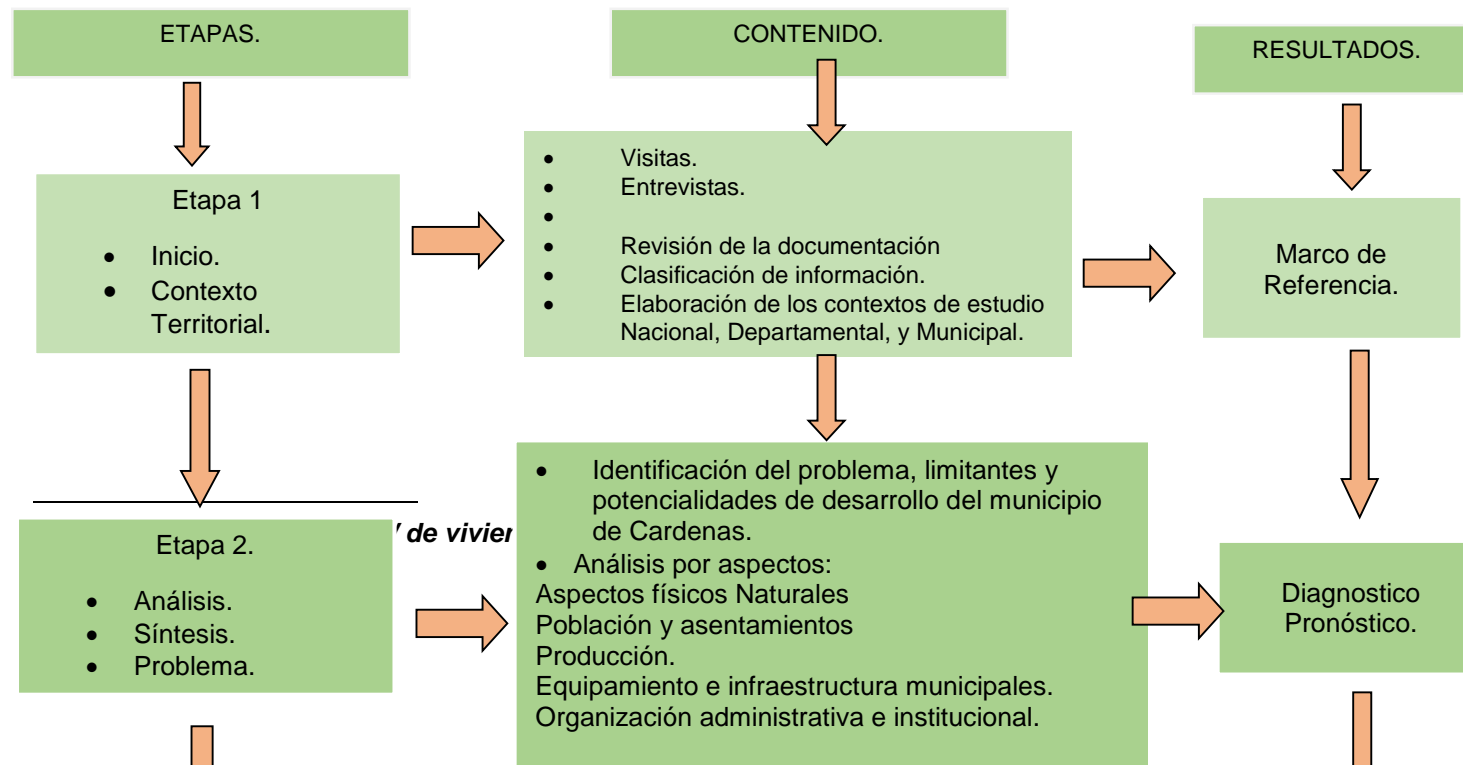 ETAPAS.
CONTENIDO.
RESULTADOS.
Etapa 1
• Inicio.
• Contexto
Territorial.
• Visitas.
• Entrevistas.
•
• Revisión de la documentación
• Clasificación de información.
• Elaboración de los contextos de estudio
Nacional, Departamental, y Municipal.
Marco de
Referencia.
de vivien
Etapa 2.
• Análisis.
• Síntesis.
• Problema.
• Identificación del problema, limitantes y
potencialidades de desarrollo del municipio
de Cardenas.
• Análisis por aspectos:
Aspectos físicos Naturales
Población y asentamientos
Producción.
Equipamiento e infraestructura municipales.
Organización administrativa e institucional.
Diagnostico
Pronóstico.